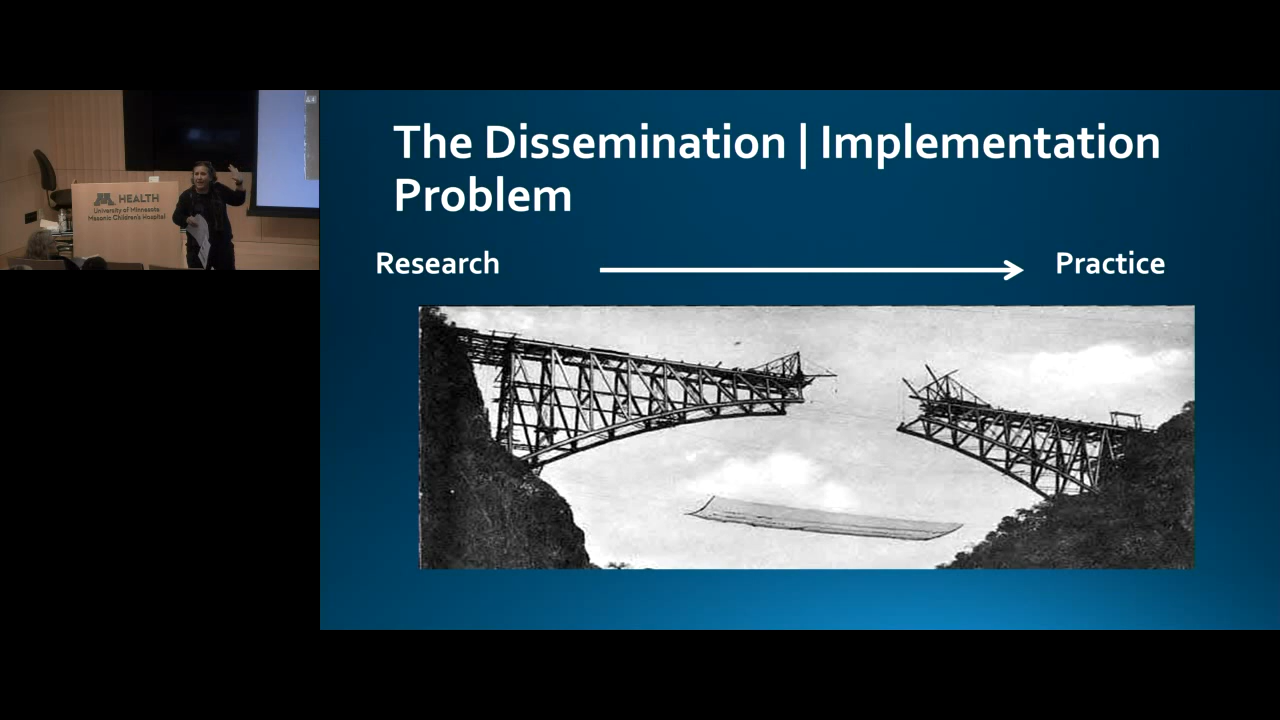 The Dissemination | Implementation
Problem
Research
Practice
M HEALTH
University of Minnesota
Masonic Children's Hospital